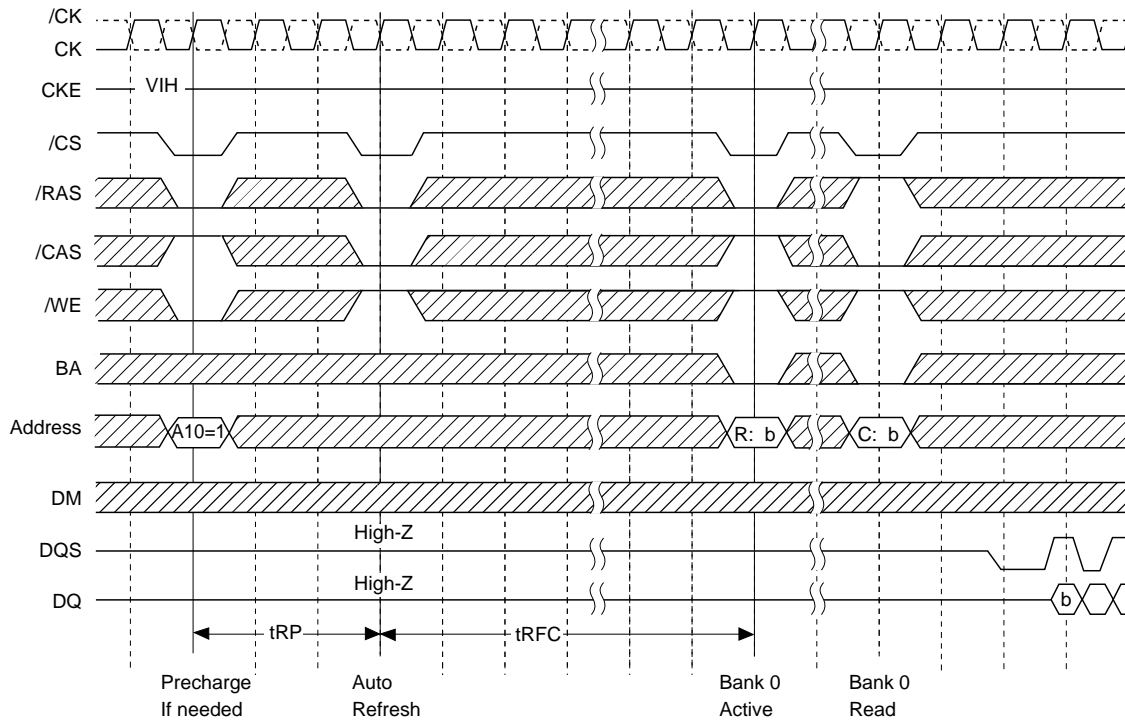 /CK
CK
CKE
VIH
/CS
/RAS
/CAS
/WE
BA
Address
A10=1
R: b
C: b
DM
High-Z
DQS
High-Z
DQ
b
tRP
tRFC
Precharge
If needed
Auto
Refresh
Bank 0
Active
Bank 0
Read